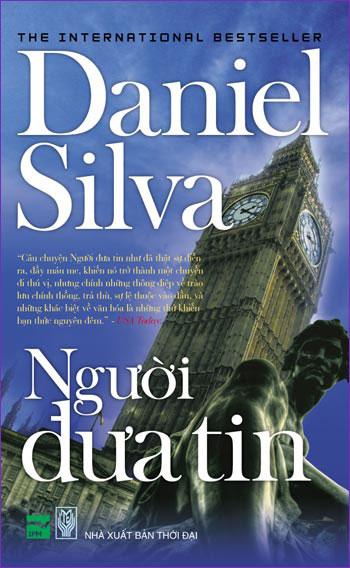 THE INTERNATIONAL BESTSELLER
Daniel
Silva
“Câu chuyện Người đưa tin như đã thật sự diễn
ra, đầy máu me, khiến nó trở thành một chuyến
đi thú vị, nhưng chính những thông điệp về trào
lưu chính thống, trả thù, sự lệ thuộc vào dầu, và
những khác biệt về văn hóa là những thứ khiến
bạn thức nguyên đêm.” - USA Today
Người
đưa tin
IPM
NHÀ XUẤT BẢN THỜI ĐẠI